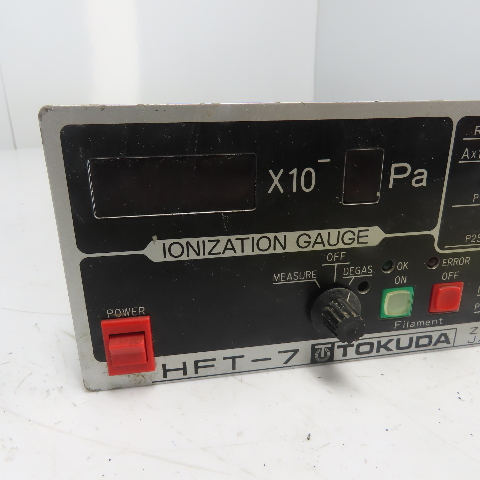 X10⁻ Pa
IONIZATION GAUGE
OFF
MEASURE DEGAS
OK ERROR
ON OFF
POWER
Filament
HFT-7 TOKUDA